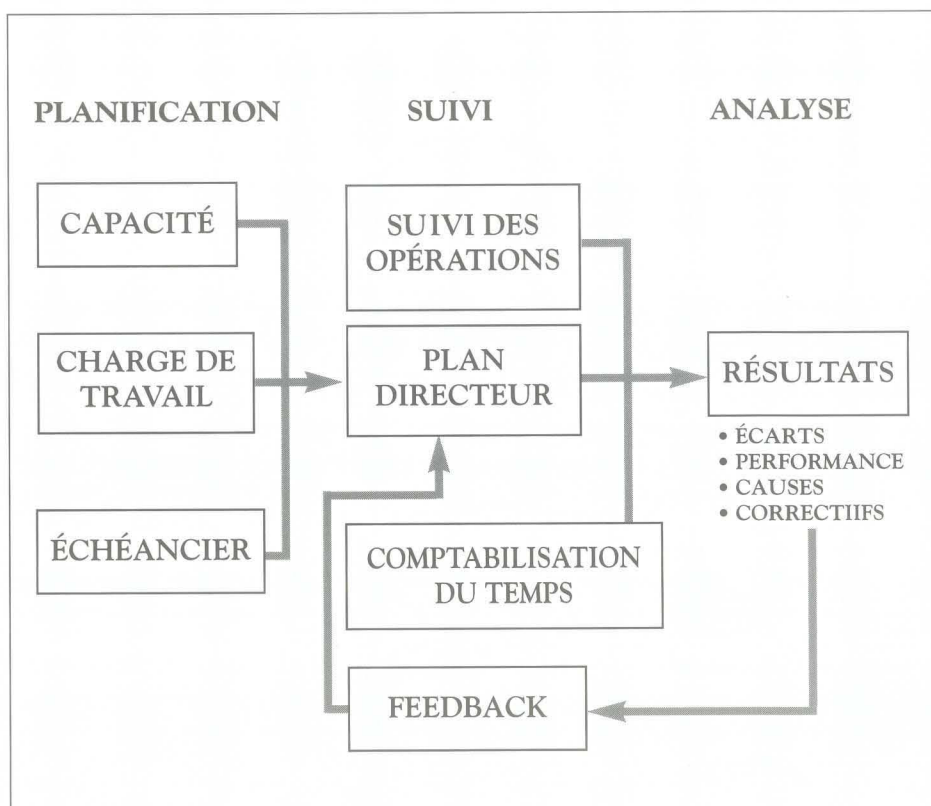 PLANIFICATION
SUIVI
ANALYSE
CAPACITÉ
CHARGE DE
TRAVAIL
ÉCHÉANCIER
SUIVI DES
OPÉRATIONS
PLAN
DIRECTEUR
COMPTABILISATION
DU TEMPS
FEEDBACK
RÉSULTATS
• ÉCARTS
• PERFORMANCE
• CAUSES
• CORRECTIIFS